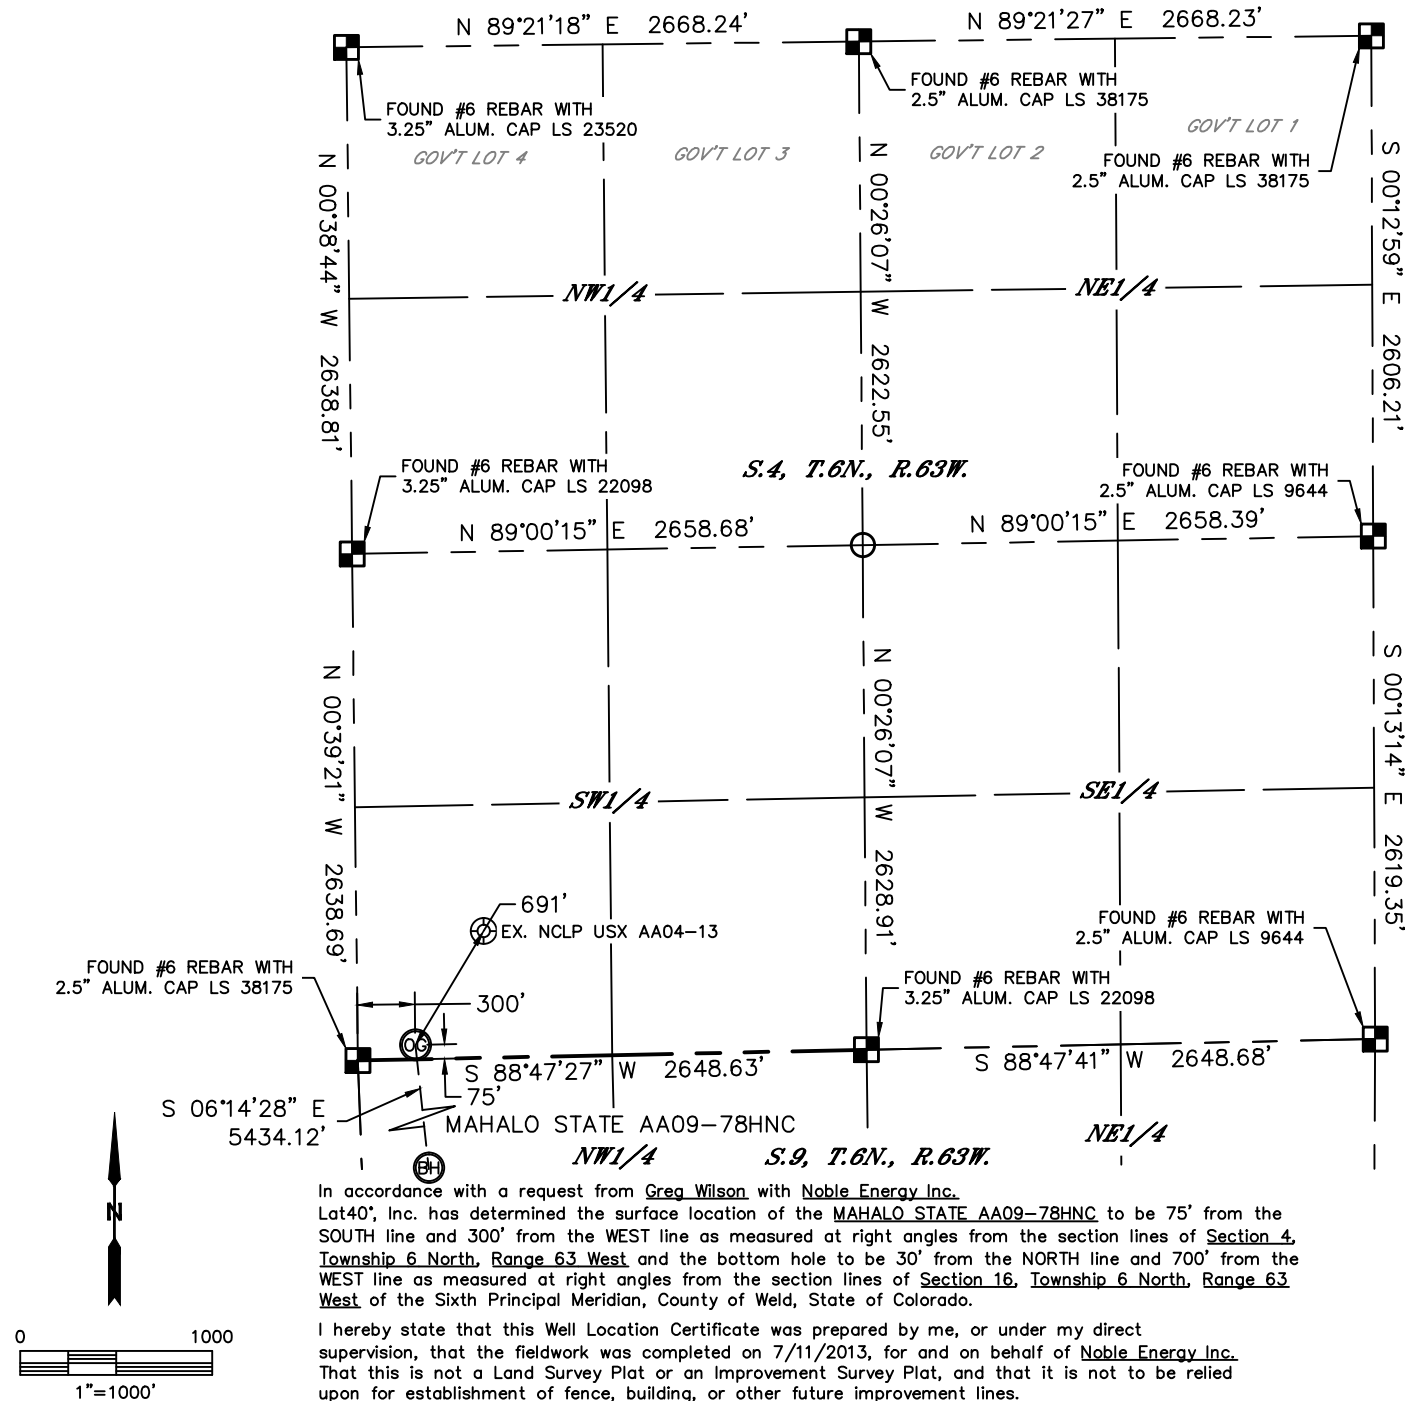 N 89°21'18" E 2668.24'
N 89°21'27" E 2668.23'
FOUND #6 REBAR WITH
3.25" ALUM. CAP LS 23520
FOUND #6 REBAR WITH
2.5" ALUM. CAP LS 38175
GOV'T LOT 4
GOV'T LOT 3
GOV'T LOT 2
GOV'T LOT 1
FOUND #6 REBAR WITH
2.5" ALUM. CAP LS 38175
N 00°38'44" W 2638.81'
N 00°26'07" W 2622.55'
S 00°12'59" E 2606.21'
NW1/4
NE1/4
S.4, T.6N., R.63W.
FOUND #6 REBAR WITH
3.25" ALUM. CAP LS 22098
FOUND #6 REBAR WITH
2.5" ALUM. CAP LS 9644
N 89°00'15" E 2658.68'
N 89°00'15" E 2658.39'
N 00°39'21" W 2638.69'
N 00°26'07" W 2628.91'
S 00°13'14" E 2619.35'
SW1/4
SE1/4
691'
EX. NCLP USX AA04-13
FOUND #6 REBAR WITH
2.5" ALUM. CAP LS 9644
FOUND #6 REBAR WITH
2.5" ALUM. CAP LS 38175
FOUND #6 REBAR WITH
3.25" ALUM. CAP LS 22098
300'
OG
S 88°47'27" W 2648.63'
S 88°47'41" W 2648.68'
75'
S 06°14'28" E
5434.12'
MAHALO STATE AA09-78HNC
BH
NW1/4
S.9, T.6N., R.63W.
NE1/4
N
In accordance with a request from Greg Wilson with Noble Energy Inc.
Lat40°, Inc. has determined the surface location of the MAHALO STATE AA09-78HNC to be 75' from the
SOUTH line and 300' from the WEST line as measured at right angles from the section lines of Section 4,
Township 6 North, Range 63 West and the bottom hole to be 30' from the NORTH line and 700' from the
WEST line as measured at right angles from the section lines of Section 16, Township 6 North, Range 63
West of the Sixth Principal Meridian, County of Weld, State of Colorado.
I hereby state that this Well Location Certificate was prepared by me, or under my direct
supervision, that the fieldwork was completed on 7/11/2013, for and on behalf of Noble Energy Inc.
That this is not a Land Survey Plat or an Improvement Survey Plat, and that it is not to be relied
upon for establishment of fence, building, or other future improvement lines.
0 1000
1"=1000'